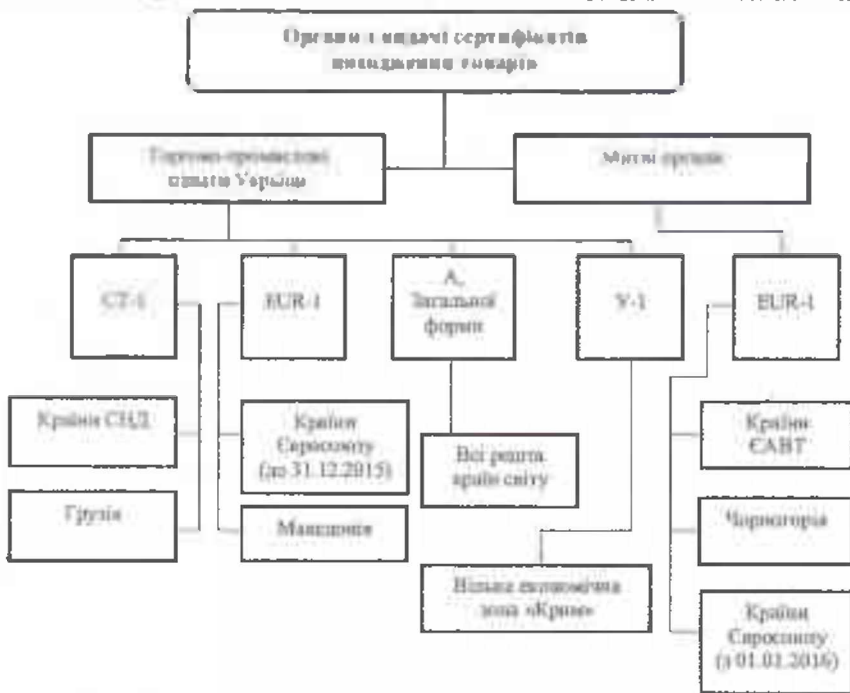 Органи з видачі сертифікатів
походження товарів
Торгово-промислові
палати України
Митні органи
СТ-1
EUR-1
А,
Загальної
форми
У-1
EUR-1
Країни СНД
Грузія
Країни
Євросоюзу
(до 31.12.2015)
Македонія
Всі решта
країн світу
Вільна економічна
зона «Крим»
Країни
ЄАВТ
Чорногорія
Країни
Євросоюзу
(з 01.01.2016)